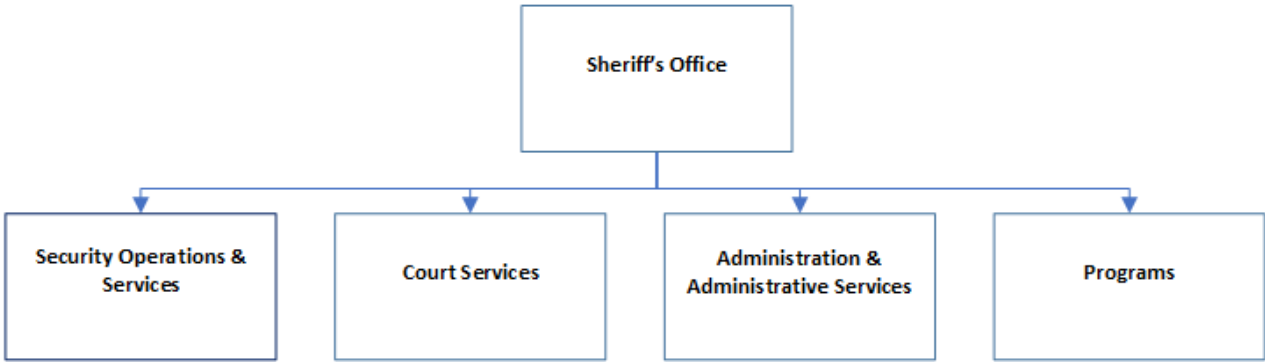 Sheriff's Office
Security Operations &
Services
Court Services
Administration &
Administrative Services
Programs